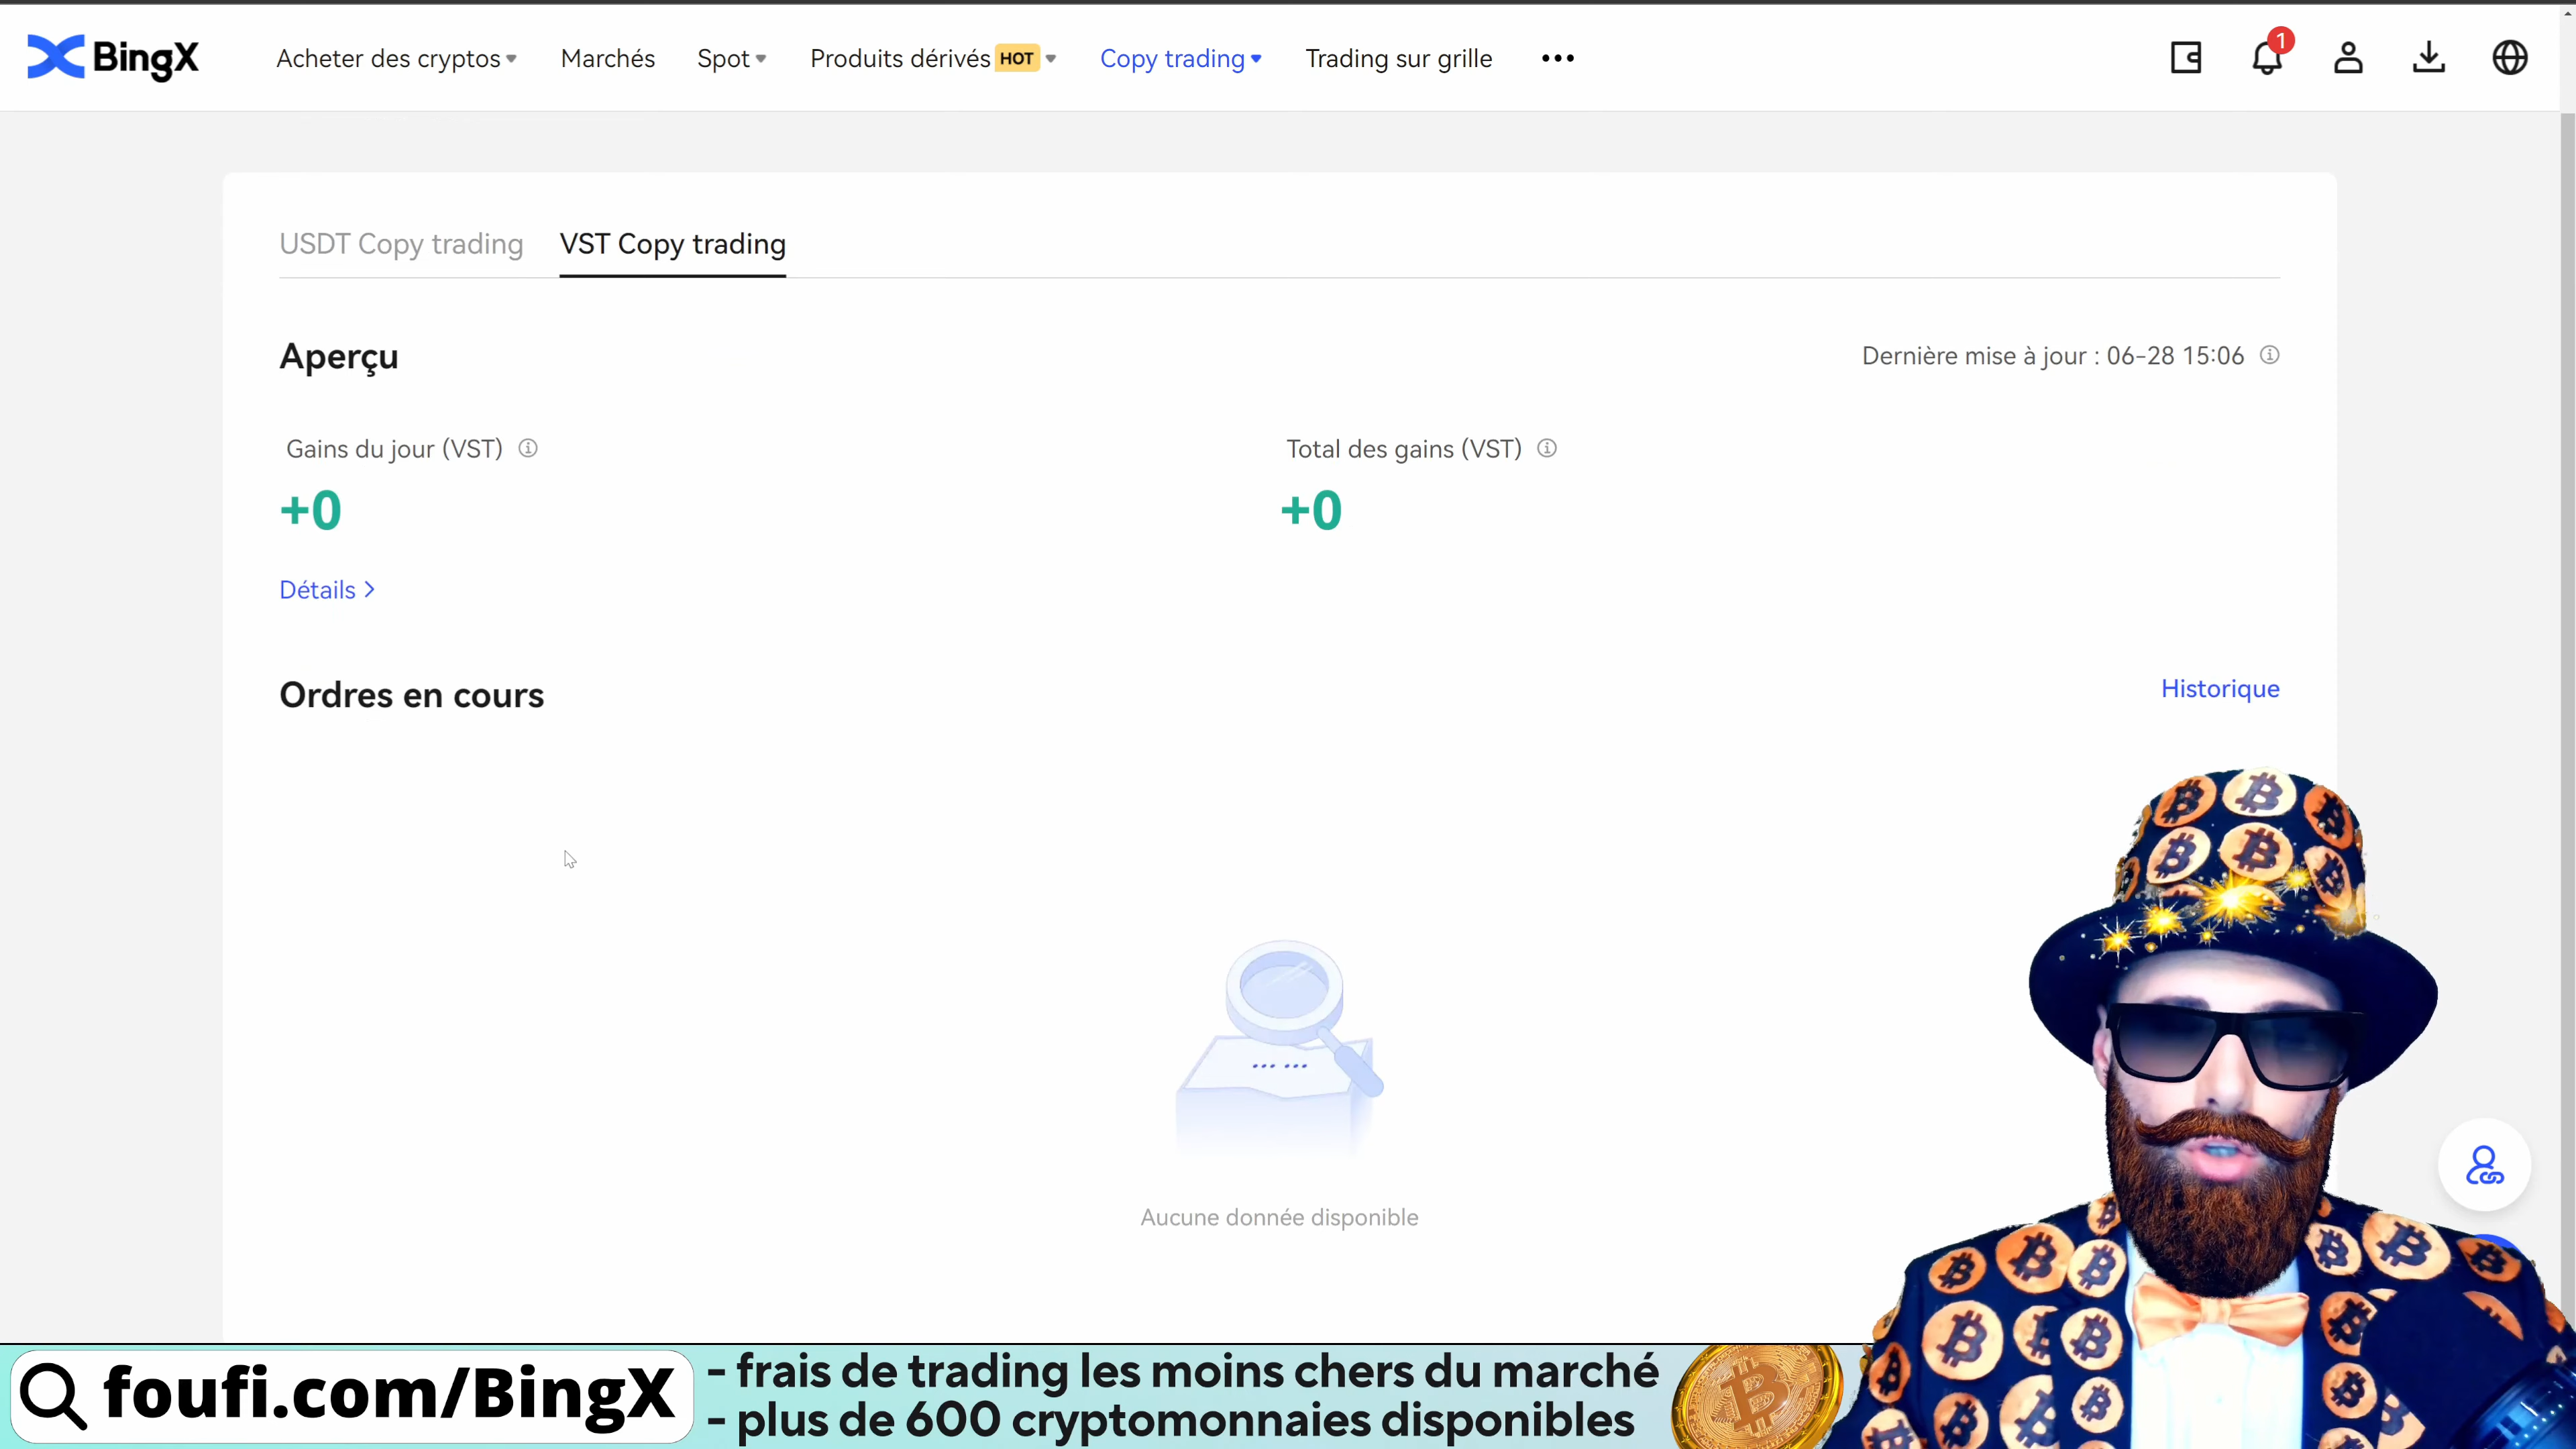 BingX
Acheter des cryptos
Marchés
Spot
Produits dérivés HOT
Copy trading
Trading sur grille
1
USDT Copy trading
VST Copy trading
Aperçu
Dernière mise à jour : 06-28 15:06
Gains du jour (VST)
Total des gains (VST)
+0
+0
Détails >
Ordres en cours
Historique
Aucune donnée disponible
foufi.com/BingX
- frais de trading les moins chers du marché
- plus de 600 cryptomonnaies disponibles